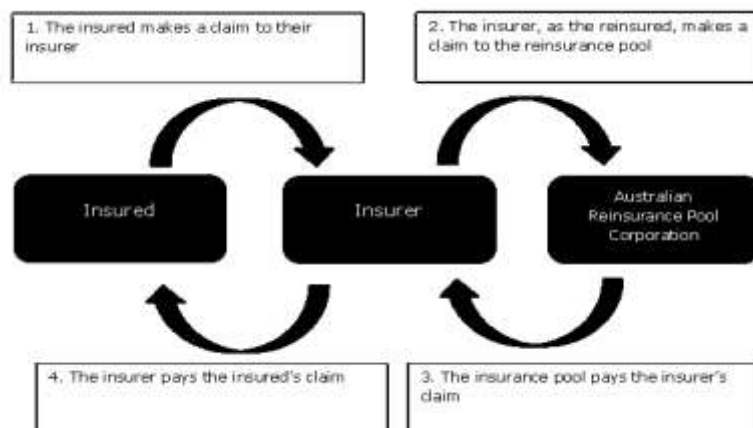 1. The insured makes a claim to their
insurer
2. The insurer, as the reinsured, makes a
claim to the reinsurance pool
Insured
Insurer
Australian
Reinsurance Pool
Corporation
4. The insurer pays the insured's claim
3. The insurance pool pays the insurer's
claim